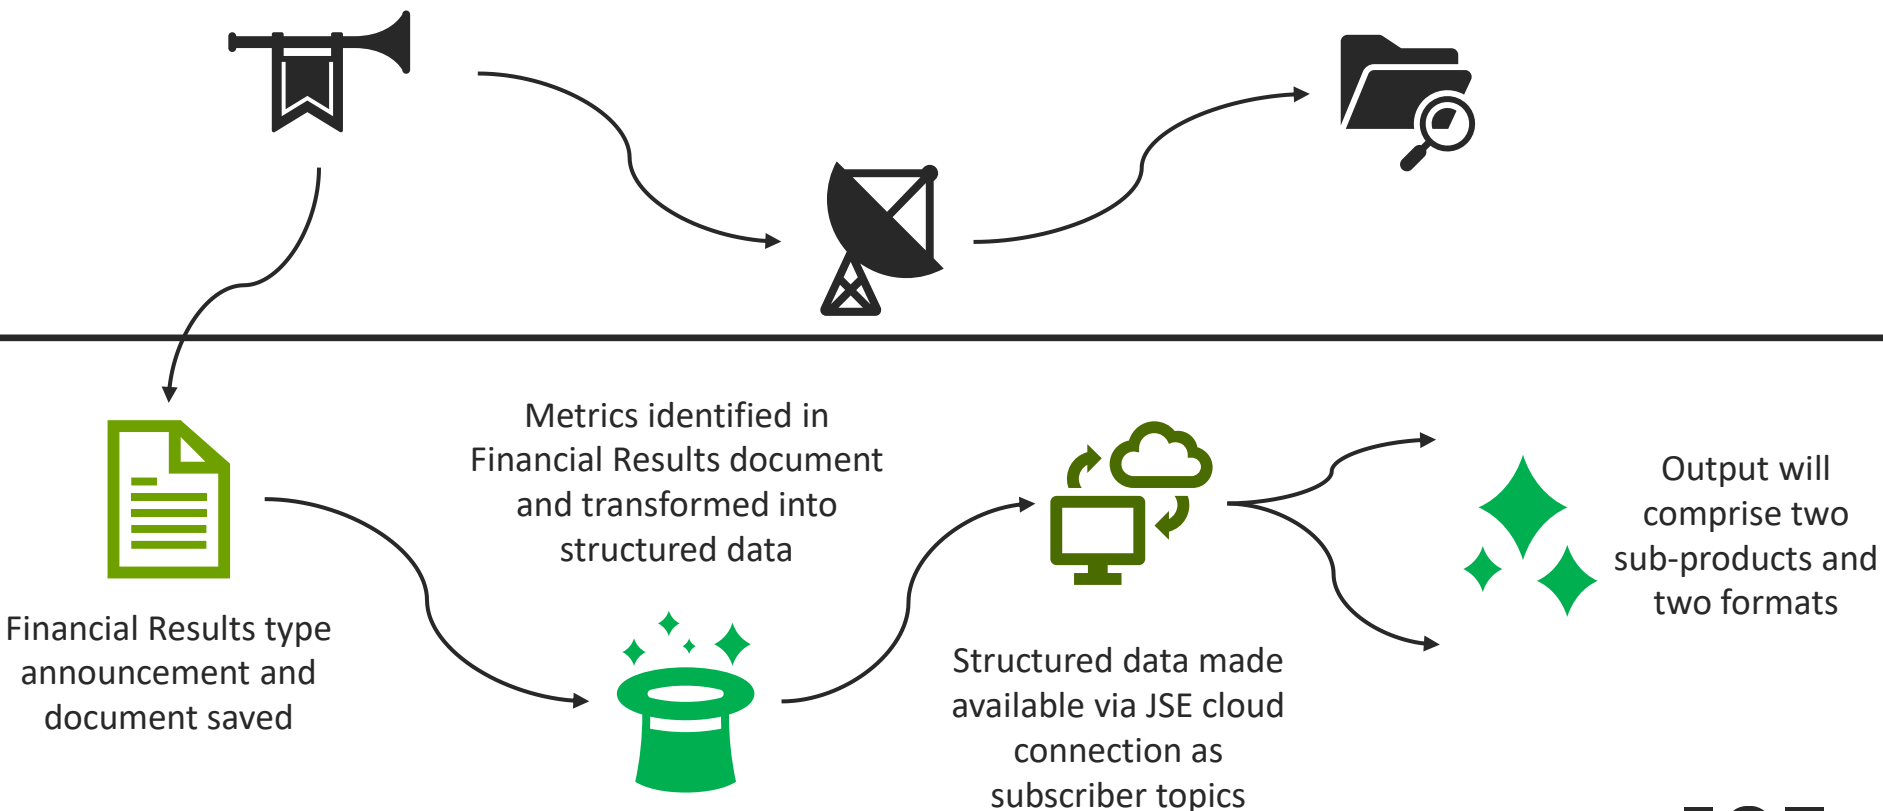 Metrics identified in
Financial Results document
and transformed into
structured data
Output will
comprise two
sub-products and
two formats
Financial Results type
announcement and
document saved
Structured data made
available via JSE cloud
connection as
subscriber topics